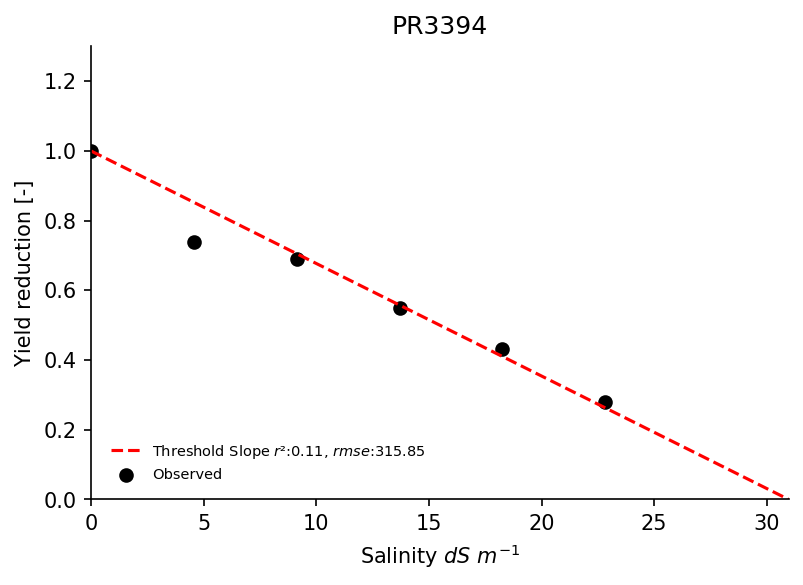 PR3394
Yield reduction [-]
1.2
1.0
0.8
0.6
0.4
0.2
0.0
Threshold Slope r²:0.11, rmse:315.85
Observed
0 5 10 15 20 25 30
Salinity dS m⁻¹